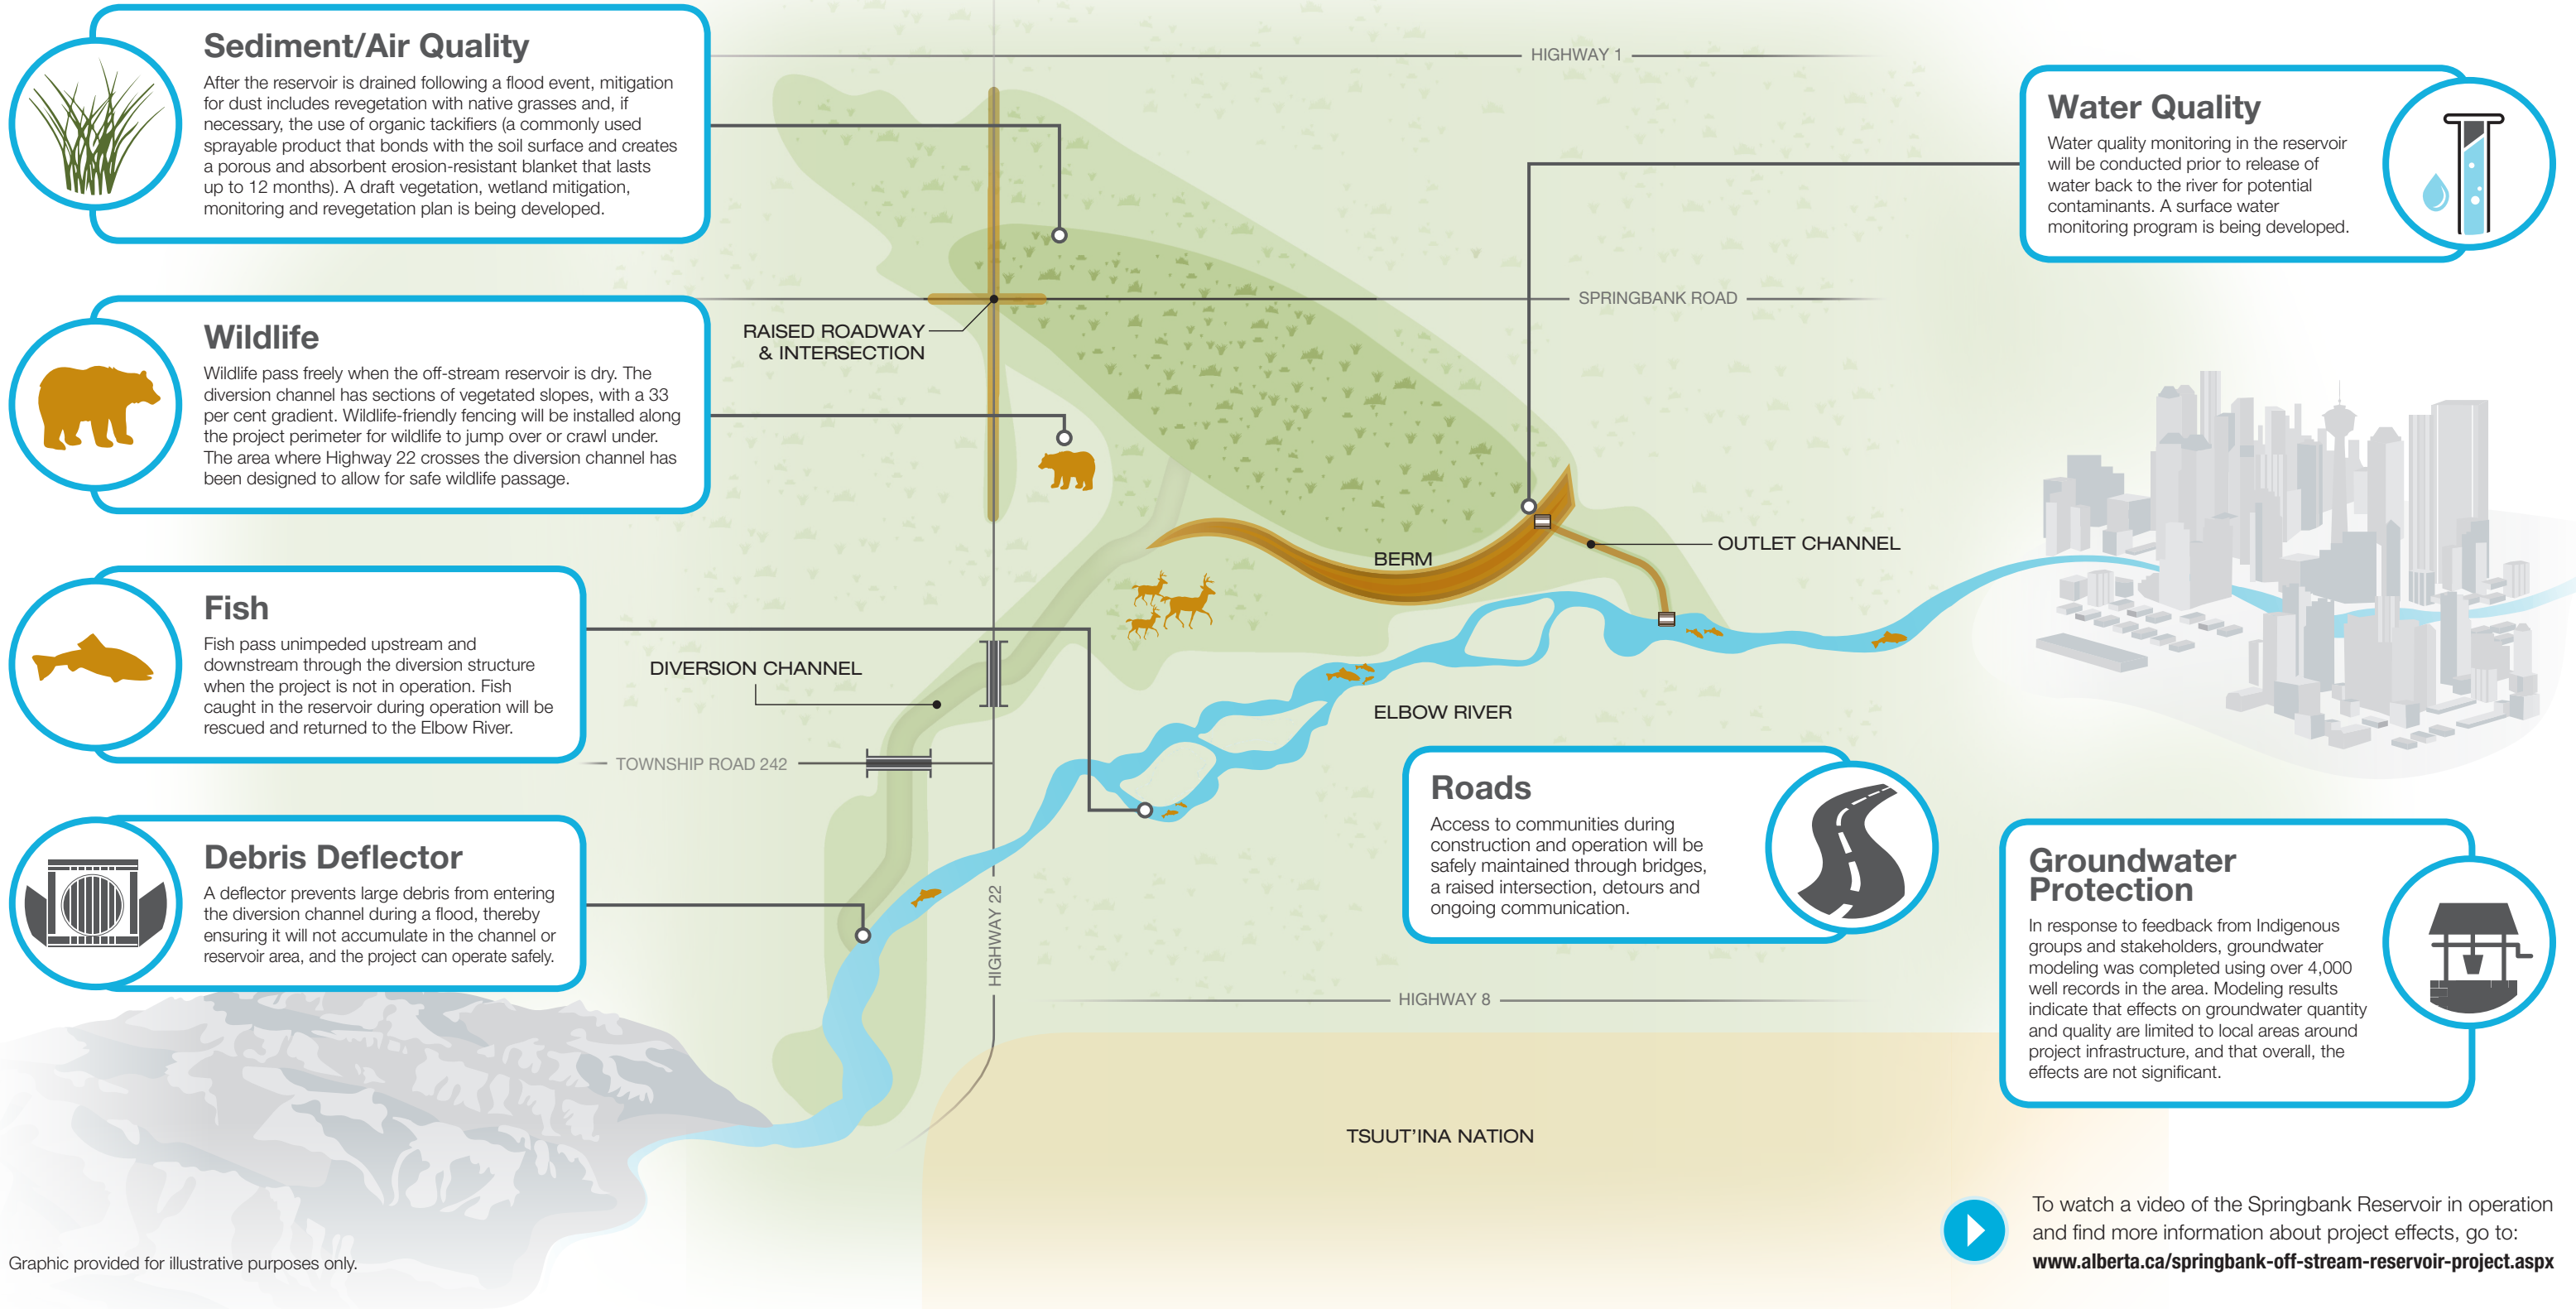 Sediment/Air Quality
After the reservoir is drained following a flood event, mitigation
for dust includes revegetation with native grasses and, if
necessary, the use of organic tackifiers (a commonly used
sprayable product that bonds with the soil surface and creates
a porous and absorbent erosion-resistant blanket that lasts
up to 12 months). A draft vegetation, wetland mitigation,
monitoring and revegetation plan is being developed.
HIGHWAY 1
Water Quality
Water quality monitoring in the reservoir
will be conducted prior to release of
water back to the river for potential
contaminants. A surface water
monitoring program is being developed.
SPRINGBANK ROAD
RAISED ROADWAY
& INTERSECTION
Wildlife
Wildlife pass freely when the off-stream reservoir is dry. The
diversion channel has sections of vegetated slopes, with a 33
per cent gradient. Wildlife-friendly fencing will be installed along
the project perimeter for wildlife to jump over or crawl under.
The area where Highway 22 crosses the diversion channel has
been designed to allow for safe wildlife passage.
OUTLET CHANNEL
BERM
Fish
Fish pass unimpeded upstream and
downstream through the diversion structure
when the project is not in operation. Fish
caught in the reservoir during operation will be
rescued and returned to the Elbow River.
DIVERSION CHANNEL
ELBOW RIVER
TOWNSHIP ROAD 242
Roads
Access to communities during
construction and operation will be
safely maintained through bridges,
a raised intersection, detours and
ongoing communication.
Debris Deflector
A deflector prevents large debris from entering
the diversion channel during a flood, thereby
ensuring it will not accumulate in the channel or
reservoir area, and the project can operate safely.
HIGHWAY 22
Groundwater
Protection
In response to feedback from Indigenous
groups and stakeholders, groundwater
modeling was completed using over 4,000
well records in the area. Modeling results
indicate that effects on groundwater quantity
and quality are limited to local areas around
project infrastructure, and that overall, the
effects are not significant.
HIGHWAY 8
TSUUT'INA NATION
To watch a video of the Springbank Reservoir in operation
and find more information about project effects, go to:
www.alberta.ca/springbank-off-stream-reservoir-project.aspx
Graphic provided for illustrative purposes only.